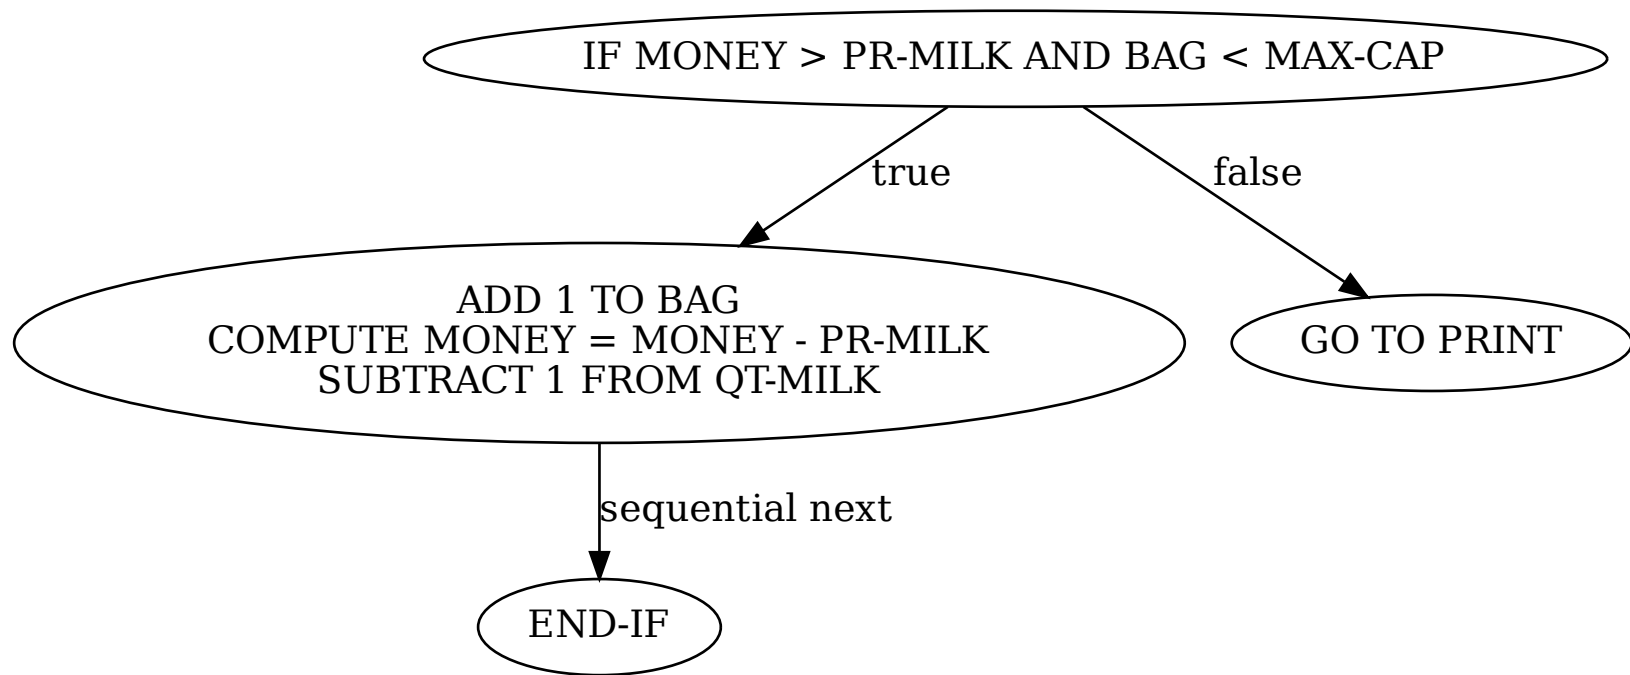 IF MONEY > PR-MILK AND BAG < MAX-CAP
true
false
ADD 1 TO BAG
COMPUTE MONEY = MONEY - PR-MILK
SUBTRACT 1 FROM QT-MILK
GO TO PRINT
sequential next
END-IF